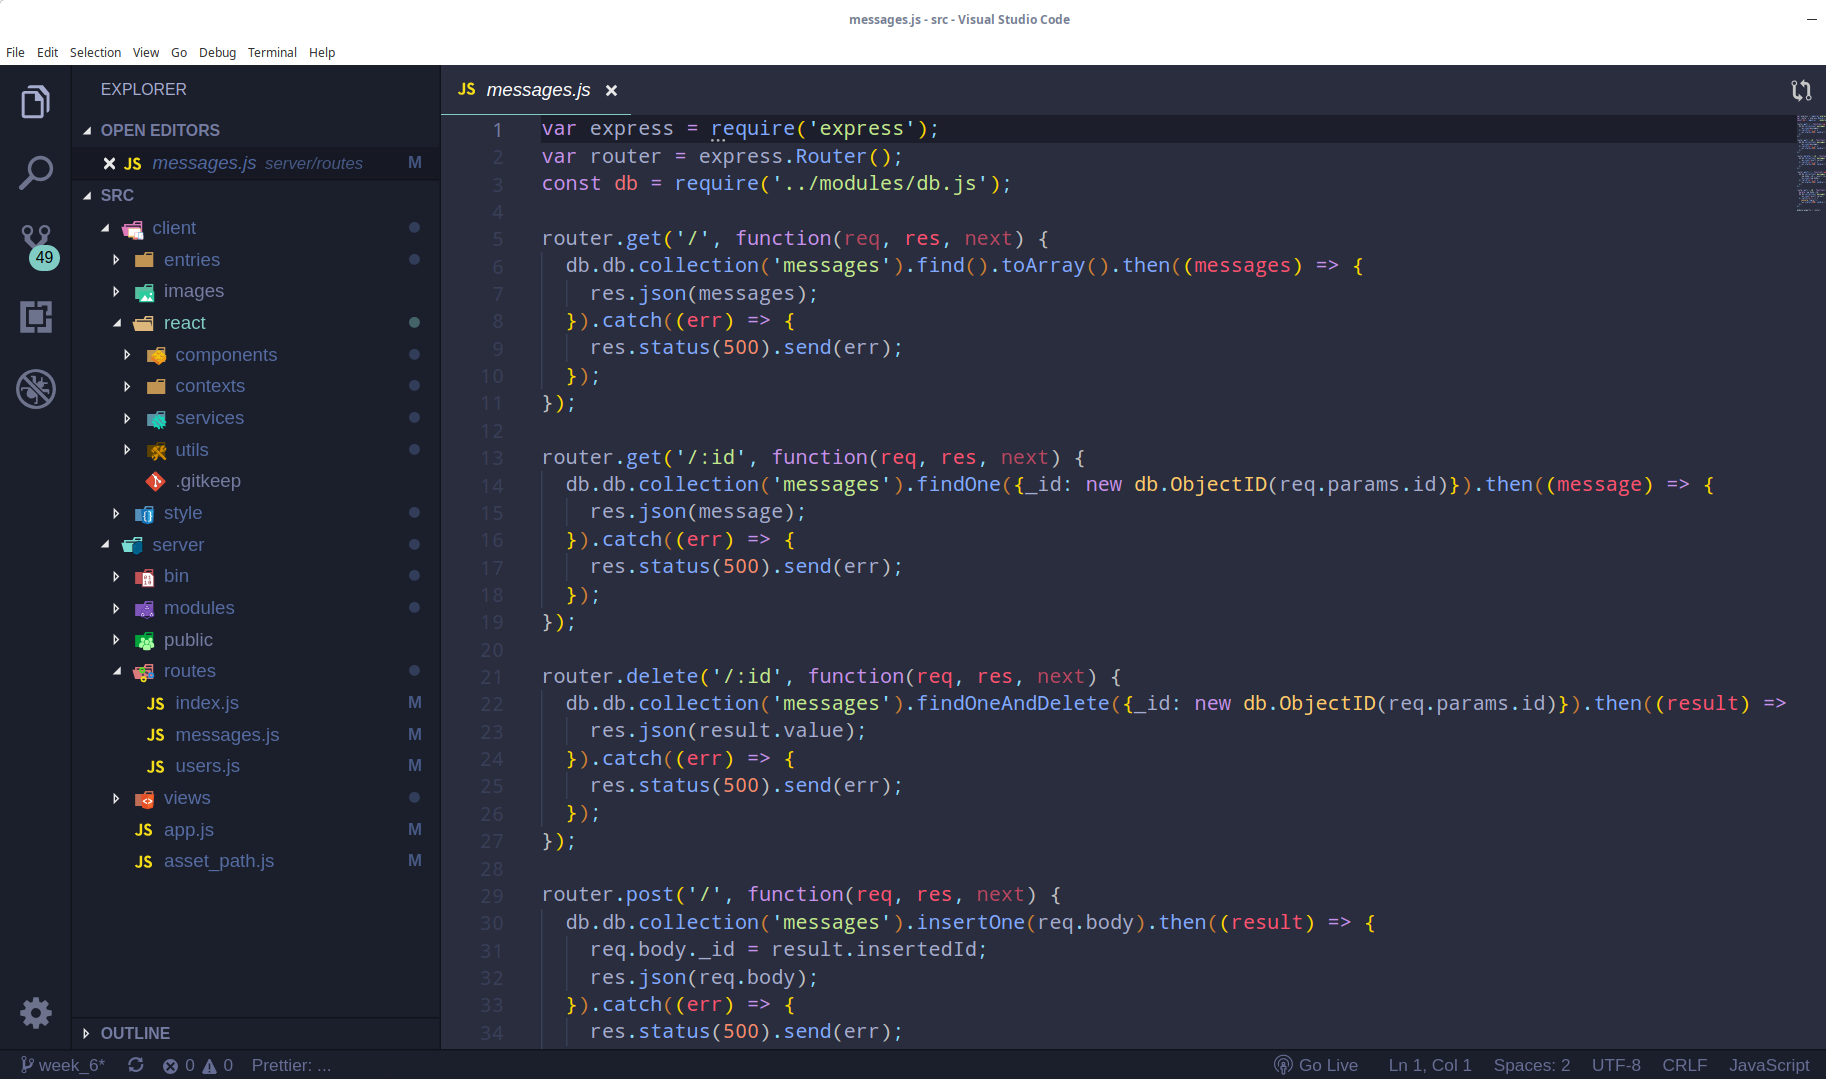 messages.js - src - Visual Studio Code
File Edit Selection View Go Debug Terminal Help
EXPLORER
OPEN EDITORS
JS messages.js server/routes M
SRC
client
entries
images
react
components
contexts
services
utils
.gitkeep
style
server
bin
modules
public
routes
JS index.js M
JS messages.js M
JS users.js M
views
JS app.js M
JS asset_path.js M
OUTLINE
49
JS messages.js
1 var express = require('express');
2 var router = express.Router();
3 const db = require('../modules/db.js');
4
5 router.get('/', function(req, res, next) {
6 db.db.collection('messages').find().toArray().then((messages) => {
7 res.json(messages);
8 }).catch((err) => {
9 res.status(500).send(err);
10 });
11 });
12
13 router.get('/:id', function(req, res, next) {
14 db.db.collection('messages').findOne({_id: new db.ObjectID(req.params.id)}).then((message) => {
15 res.json(message);
16 }).catch((err) => {
17 res.status(500).send(err);
18 });
19 });
20
21 router.delete('/:id', function(req, res, next) {
22 db.db.collection('messages').findOneAndDelete({_id: new db.ObjectID(req.params.id)}).then((result) =>
23 res.json(result.value);
24 }).catch((err) => {
25 res.status(500).send(err);
26 });
27 });
28
29 router.post('/', function(req, res, next) {
30 db.db.collection('messages').insertOne(req.body).then((result) => {
31 req.body._id = result.insertedId;
32 res.json(req.body);
33 }).catch((err) => {
34 res.status(500).send(err);
week_6* 0 0 Prettier: ... Go Live Ln 1, Col 1 Spaces: 2 UTF-8 CRLF JavaScript